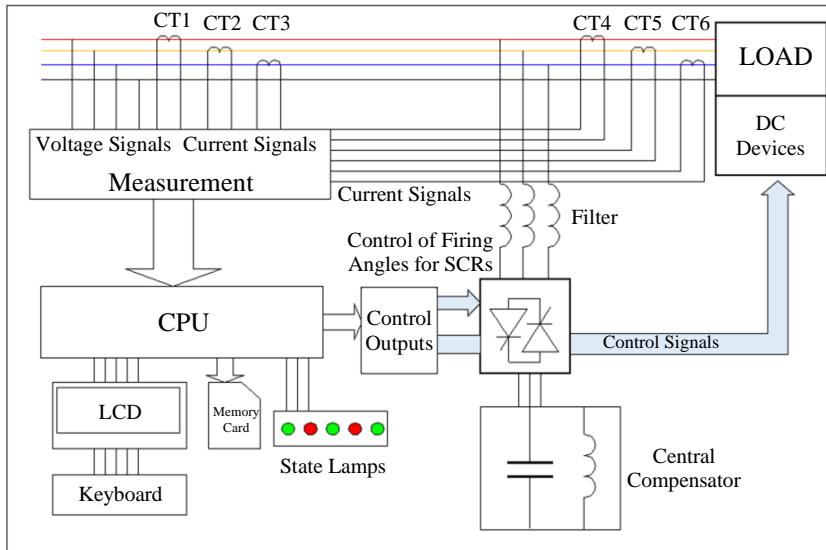 CT1
CT2
CT3
CT4
CT5
CT6
LOAD
DC
Devices
Voltage Signals
Current Signals
Measurement
Current Signals
Filter
Control of Firing
Angles for SCRs
CPU
Control
Outputs
Control Signals
LCD
Memory
Card
State Lamps
Keyboard
Central
Compensator